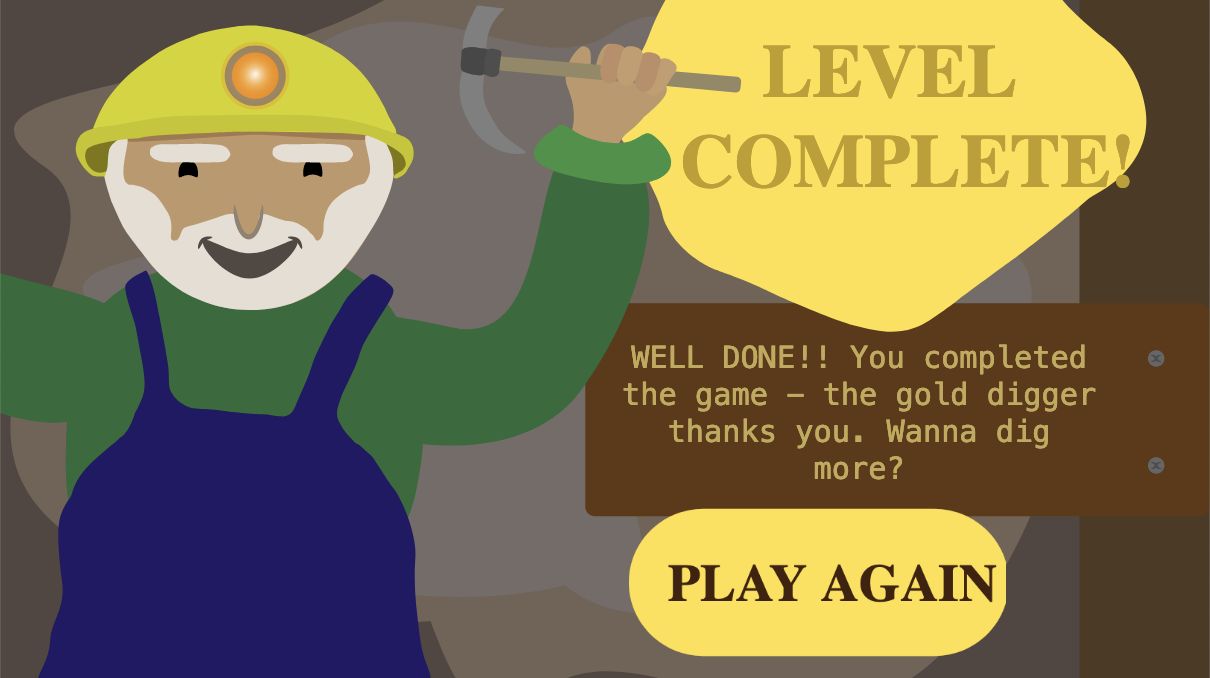 LEVEL
COMPLETE!
WELL DONE!! You completed
the game – the gold digger
thanks you. Wanna dig
more?
PLAY AGAIN